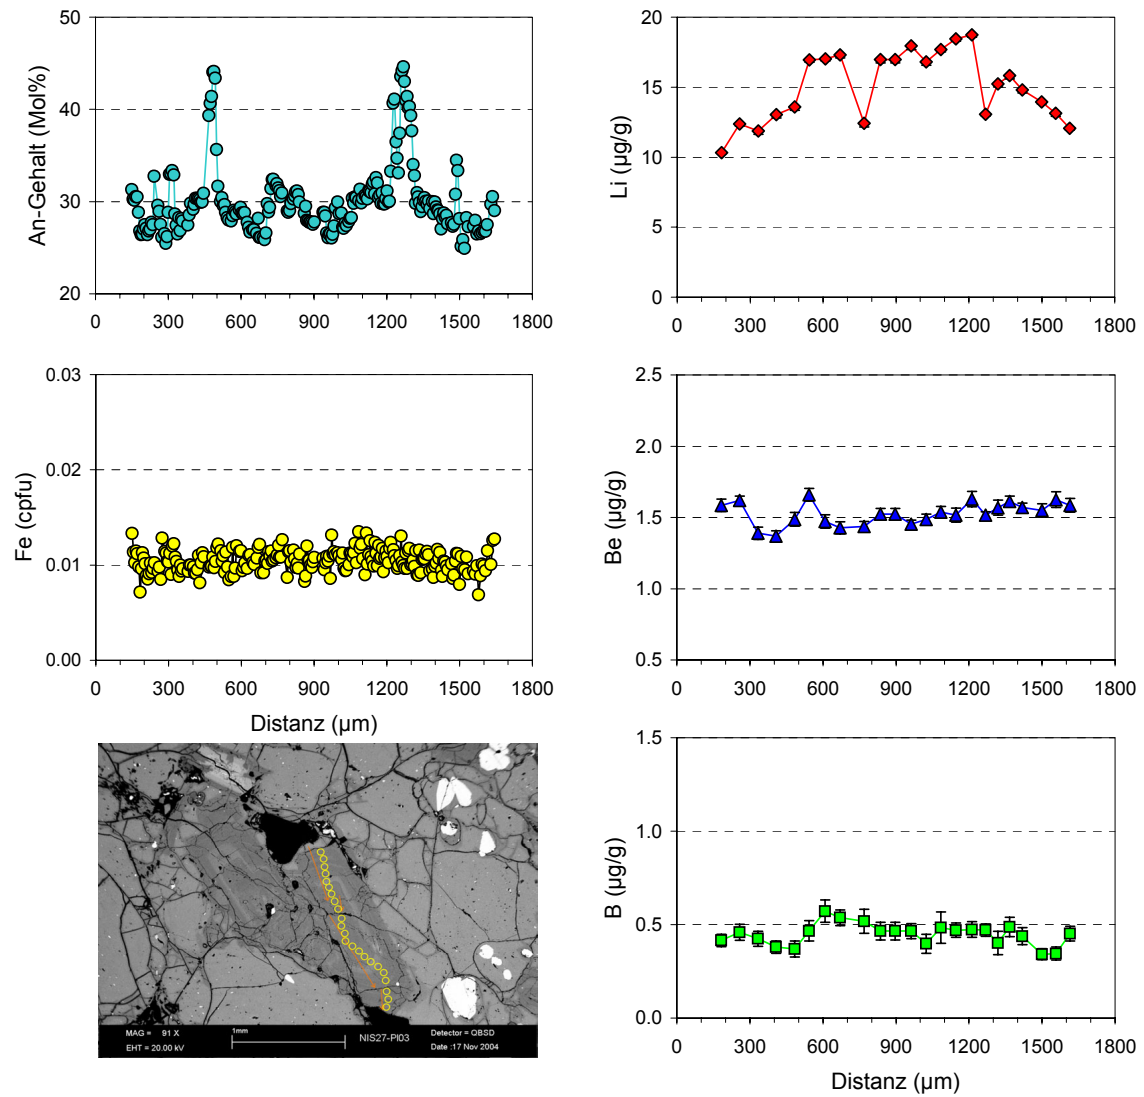 50
40
30
20
An-Gehalt (Mol%)
0 300 600 900 1200 1500 1800
20
15
10
5
0
Li (µg/g)
0 300 600 900 1200 1500 1800
0.03
0.02
0.01
0.00
Fe (cpfu)
0 300 600 900 1200 1500 1800
Distanz (µm)
2.5
2.0
1.5
1.0
0.5
Be (µg/g)
0 300 600 900 1200 1500 1800
MAG = 91 X
EHT = 20.00 kV
1mm
NIS27-Pl03
Detector = QBSD
Date :17 Nov 2004
1.5
1.0
0.5
0.0
B (µg/g)
0 300 600 900 1200 1500 1800
Distanz (µm)